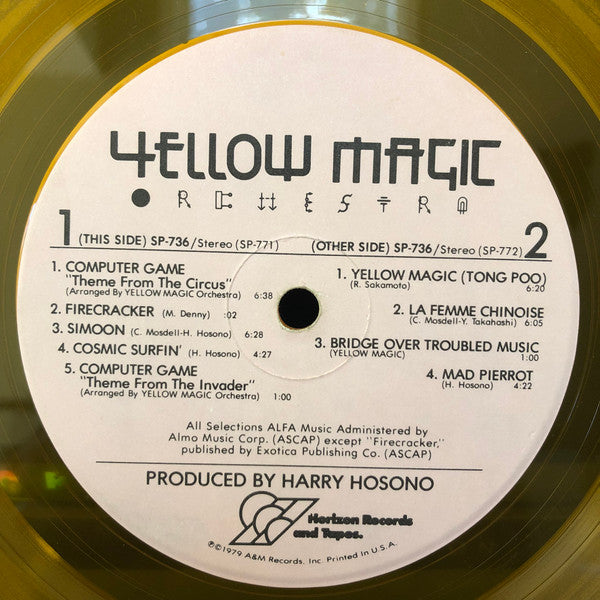 YELLOW MAGIC
ORCHESTRA
1 (THIS SIDE) SP-736/Stereo (SP-771)
(OTHER SIDE) SP-736/Stereo (SP-772) 2
1. COMPUTER GAME
"Theme From The Circus"
(Arranged By YELLOW MAGIC Orchestra) 6:38
2. FIRECRACKER (M. Denny) :02
3. SIMOON (C. Mosdell-H. Hosono) 6:28
4. COSMIC SURFIN' (H. Hosono) 4:27
5. COMPUTER GAME
"Theme From The Invader"
(Arranged By YELLOW MAGIC Orchestra) 1:00
1. YELLOW MAGIC (TONG POO)
(R. Sakamoto) 6:20
2. LA FEMME CHINOISE
(C. Mosdell-Y. Takahashi) 6:05
3. BRIDGE OVER TROUBLED MUSIC
(YELLOW MAGIC) 1:00
4. MAD PIERROT
(H. Hosono) 4:22
All Selections ALFA Music Administered by
Almo Music Corp. (ASCAP) except "Firecracker,"
published by Exotica Publishing Co. (ASCAP)
PRODUCED BY HARRY HOSONO
Horizon Records
and Tapes.
℗©1979 A&M Records, Inc. Printed In U.S.A.